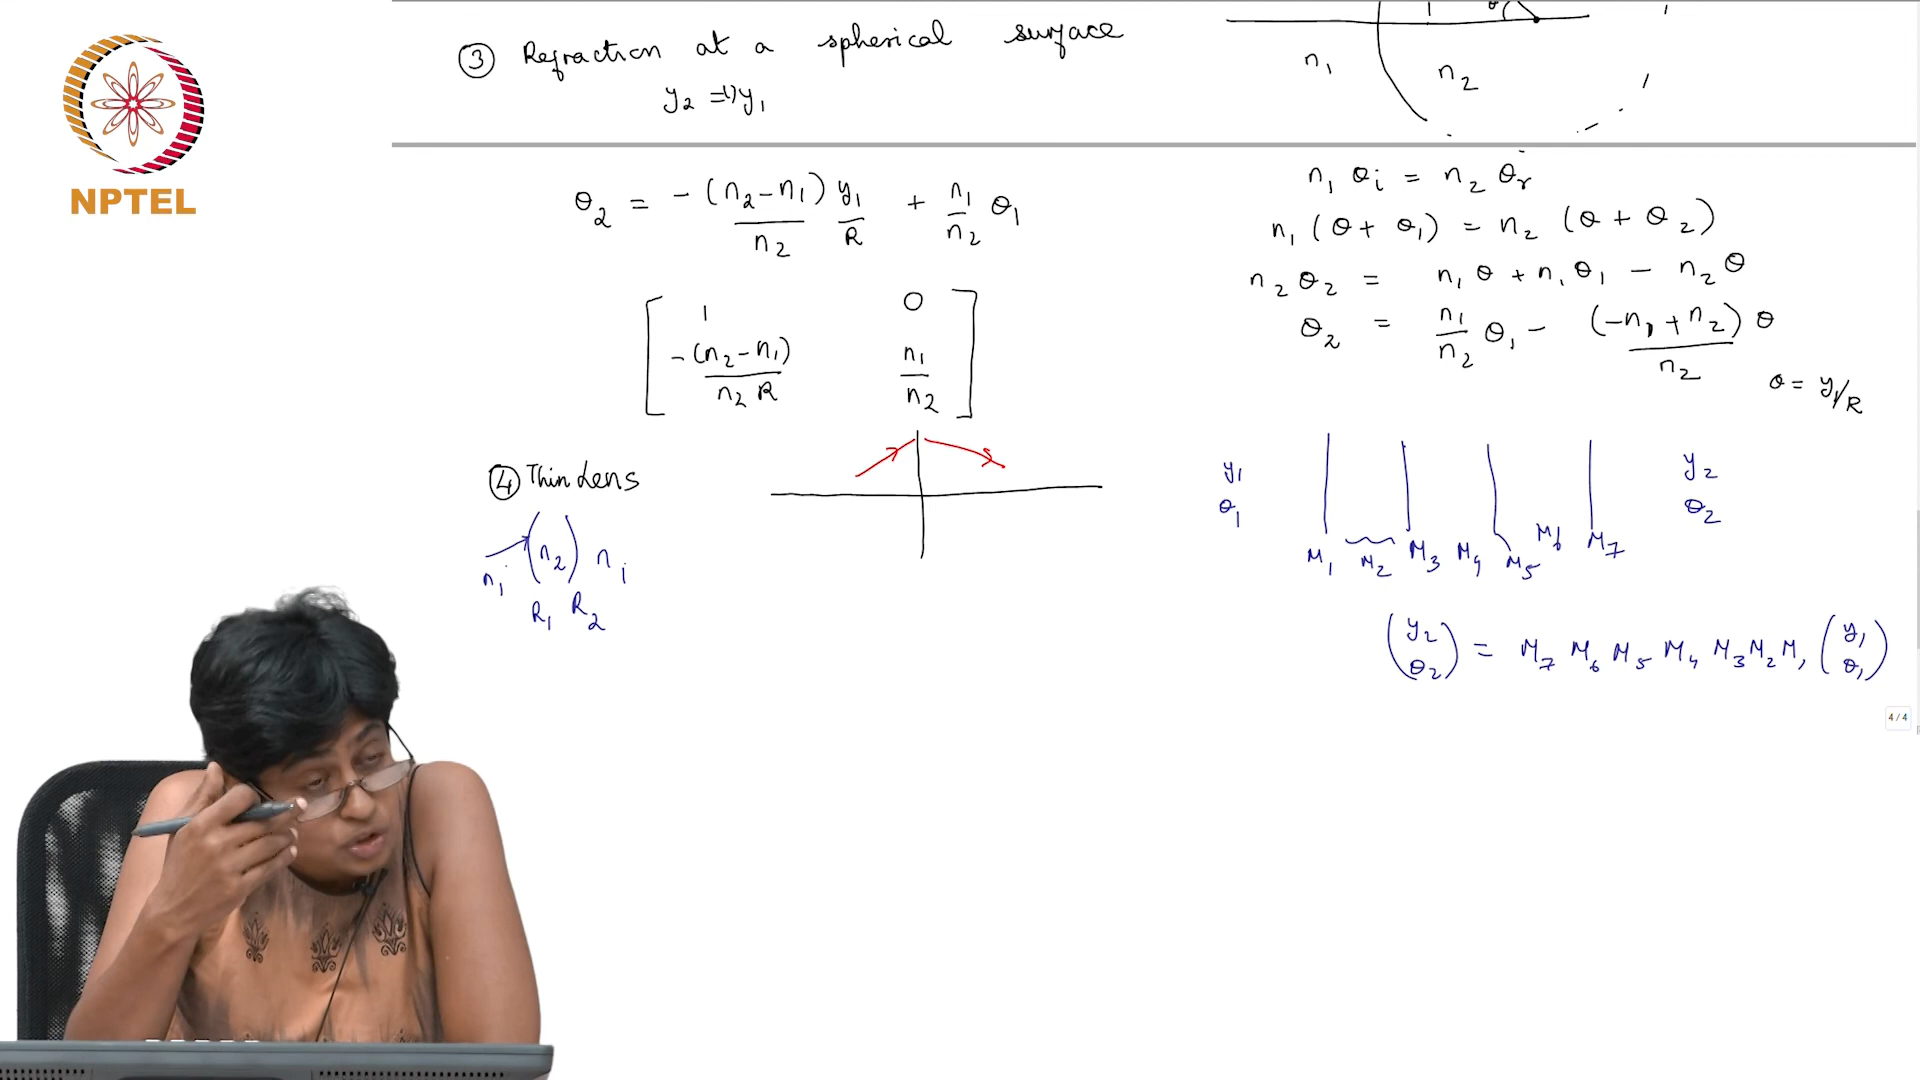 NPTEL
③ Refraction at a spherical surface
y₂ = 1) y₁
n₁
n₂
θ₂ = -(n₂-n₁)/n₂ y₁/R + n₁/n₂ θ₁
1 0
-(n₂-n₁)/n₂ R n₁/n₂
n₁ θi = n₂ θr
n₁ (θ + θ₁) = n₂ (θ + θ₂)
n₂ θ₂ = n₁ θ + n₁ θ₁ - n₂ θ
θ₂ = n₁/n₂ θ₁ - (-n₁ + n₂)/n₂ θ
θ = y/R
④ Thin Lens
n₁ (n₂) n₁
R₁ R₂
y₁ y₂
θ₁ θ₂
M₁ M₂ M₃ M₄ M₅ M₆ M₇
(y₂ θ₂) = M₇ M₆ M₅ M₄ M₃ M₂ M₁ (y₁ θ₁)
4/4